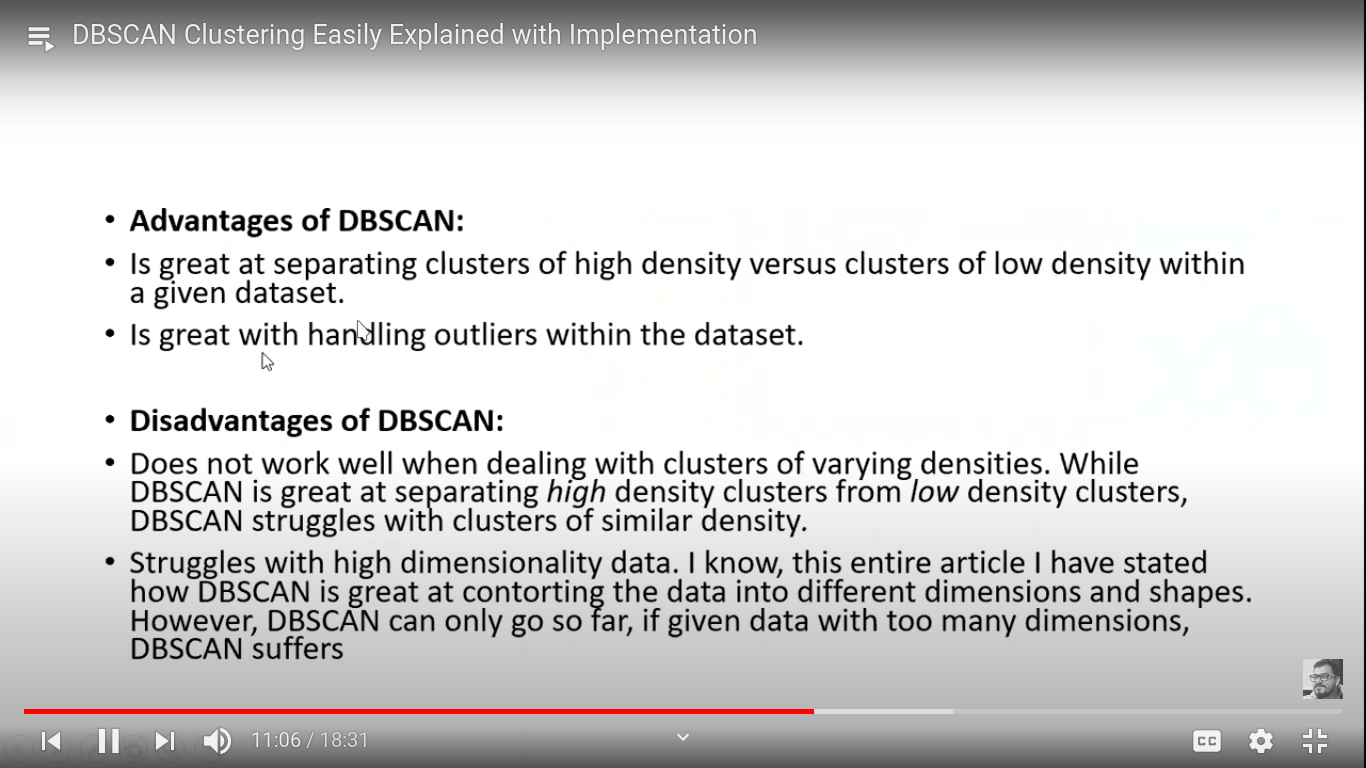 DBSCAN Clustering Easily Explained with Implementation
• Advantages of DBSCAN:
• Is great at separating clusters of high density versus clusters of low density within
a given dataset.
• Is great with handling outliers within the dataset.
• Disadvantages of DBSCAN:
• Does not work well when dealing with clusters of varying densities. While
DBSCAN is great at separating high density clusters from low density clusters,
DBSCAN struggles with clusters of similar density.
• Struggles with high dimensionality data. I know, this entire article I have stated
how DBSCAN is great at contorting the data into different dimensions and shapes.
However, DBSCAN can only go so far, if given data with too many dimensions,
DBSCAN suffers
11:06 / 18:31
CC